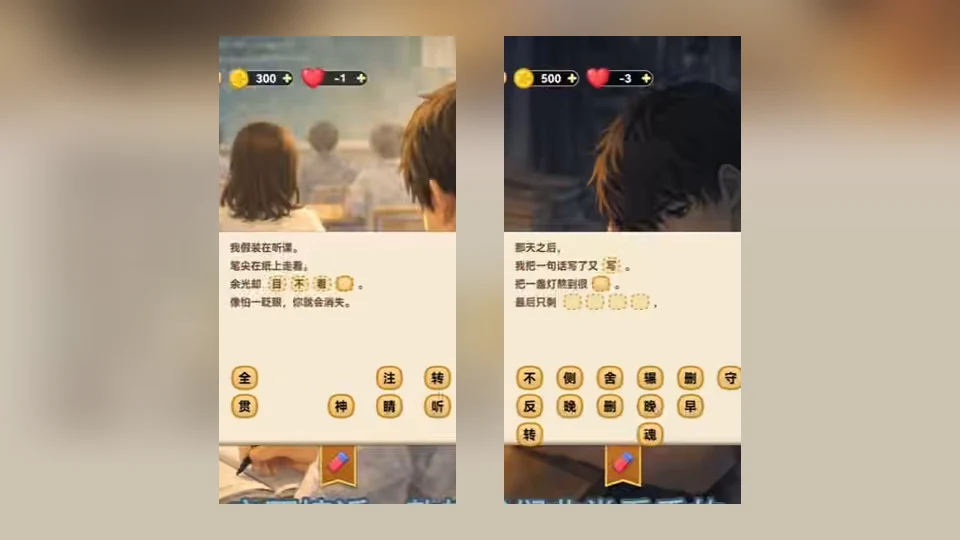 300 + -1 +
我假装在听课。
笔尖在纸上走着。
余光却 目 不 着 。
像怕一眨眼，你就会消失。
全 注 转
贯 神 睛 听
500 + -3 +
那天之后，
我把一句话写了又 写 。
把一盏灯熬到很 。
最后只剩 ，
不 侧 舍 辗 删 守
反 晚 删 晚 早
转 魂